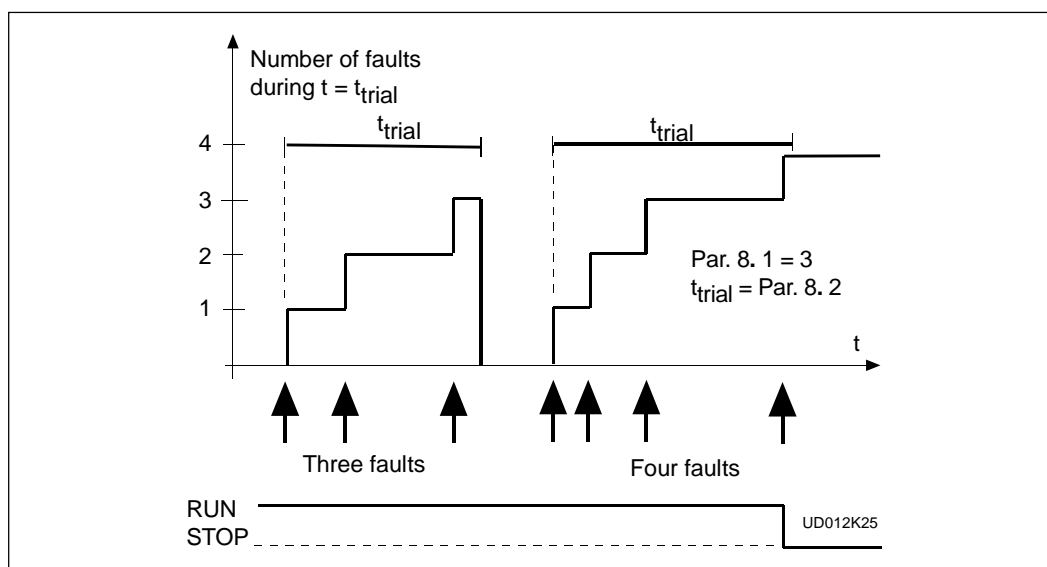 Number of faults
during t = ttrial
ttrial
ttrial
4
3
2
1
Par. 8. 1 = 3
ttrial = Par. 8. 2
t
Three faults
Four faults
RUN
STOP
UD012K25